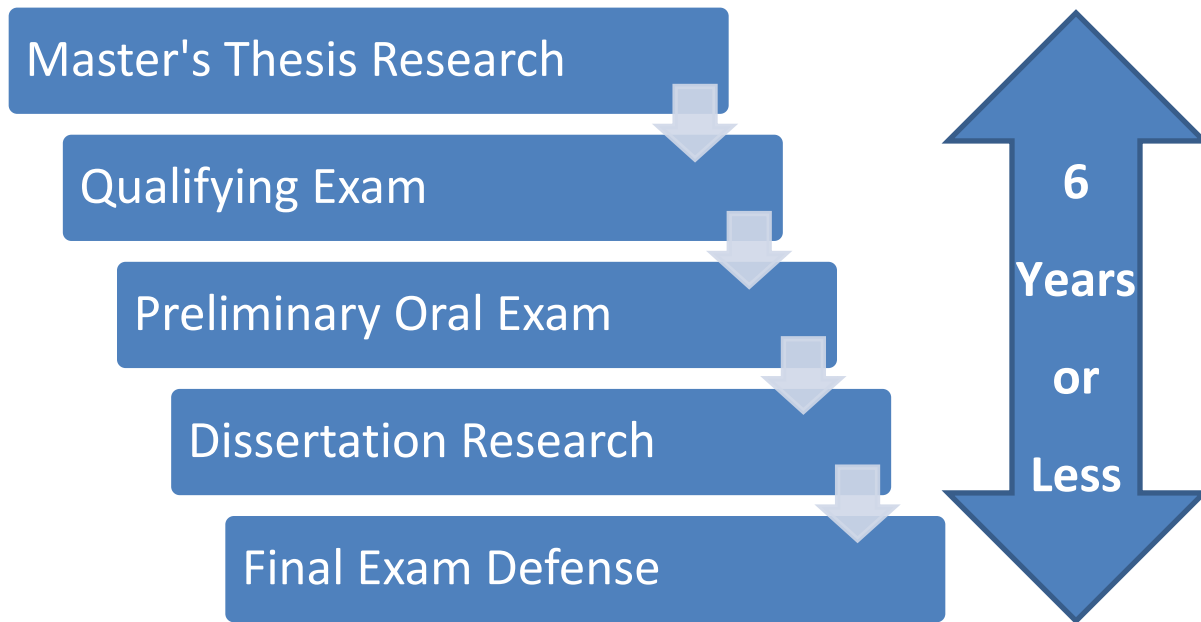 Master's Thesis Research
Qualifying Exam
Preliminary Oral Exam
Dissertation Research
Final Exam Defense
6
Years
or
Less